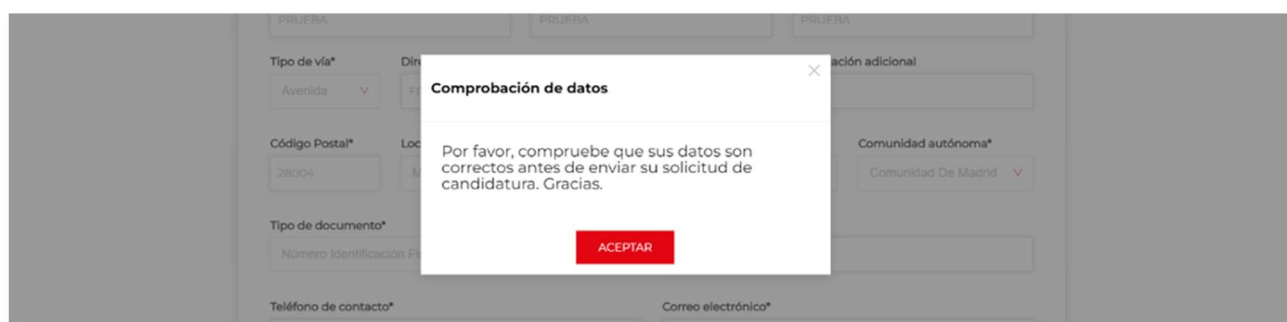 PRUEBA PRUEBA PRUEBA
Tipo de vía* ación adicional
Avenida
Comprobación de datos
Código Postal* Comunidad autónoma*
Por favor, compruebe que sus datos son
correctos antes de enviar su solicitud de
candidatura. Gracias.
28004 Comunidad De Madrid
Tipo de documento*
Número Identificación
ACEPTAR
Teléfono de contacto* Correo electrónico*